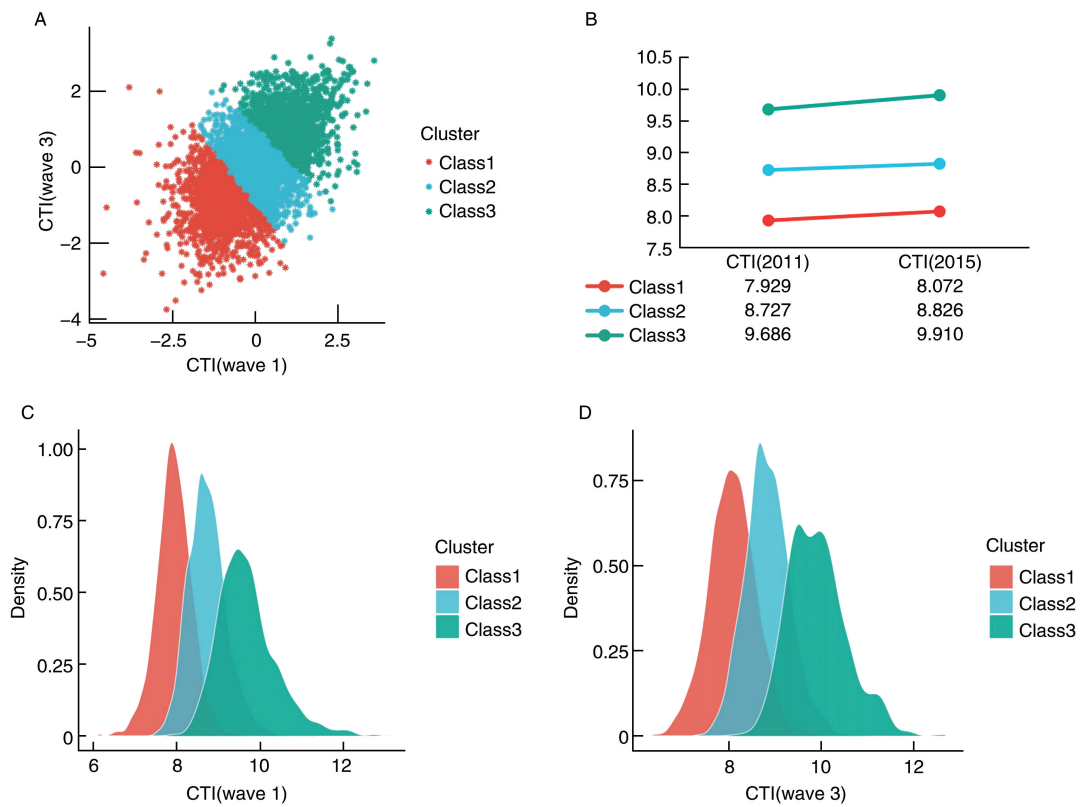 A
CTI(wave 3)
2
0
−2
−4
−5
−2.5
0
2.5
CTI(wave 1)
Cluster
Class1
Class2
Class3
B
10.5
10.0
9.5
9.0
8.5
8.0
7.5
CTI(2011) CTI(2015)
Class1 7.929 8.072
Class2 8.727 8.826
Class3 9.686 9.910
C
Density
1.00
0.75
0.50
0.25
0
6 8 10 12
CTI(wave 1)
Cluster
Class1
Class2
Class3
D
Density
0.75
0.50
0.25
0
8 10 12
CTI(wave 3)
Cluster
Class1
Class2
Class3